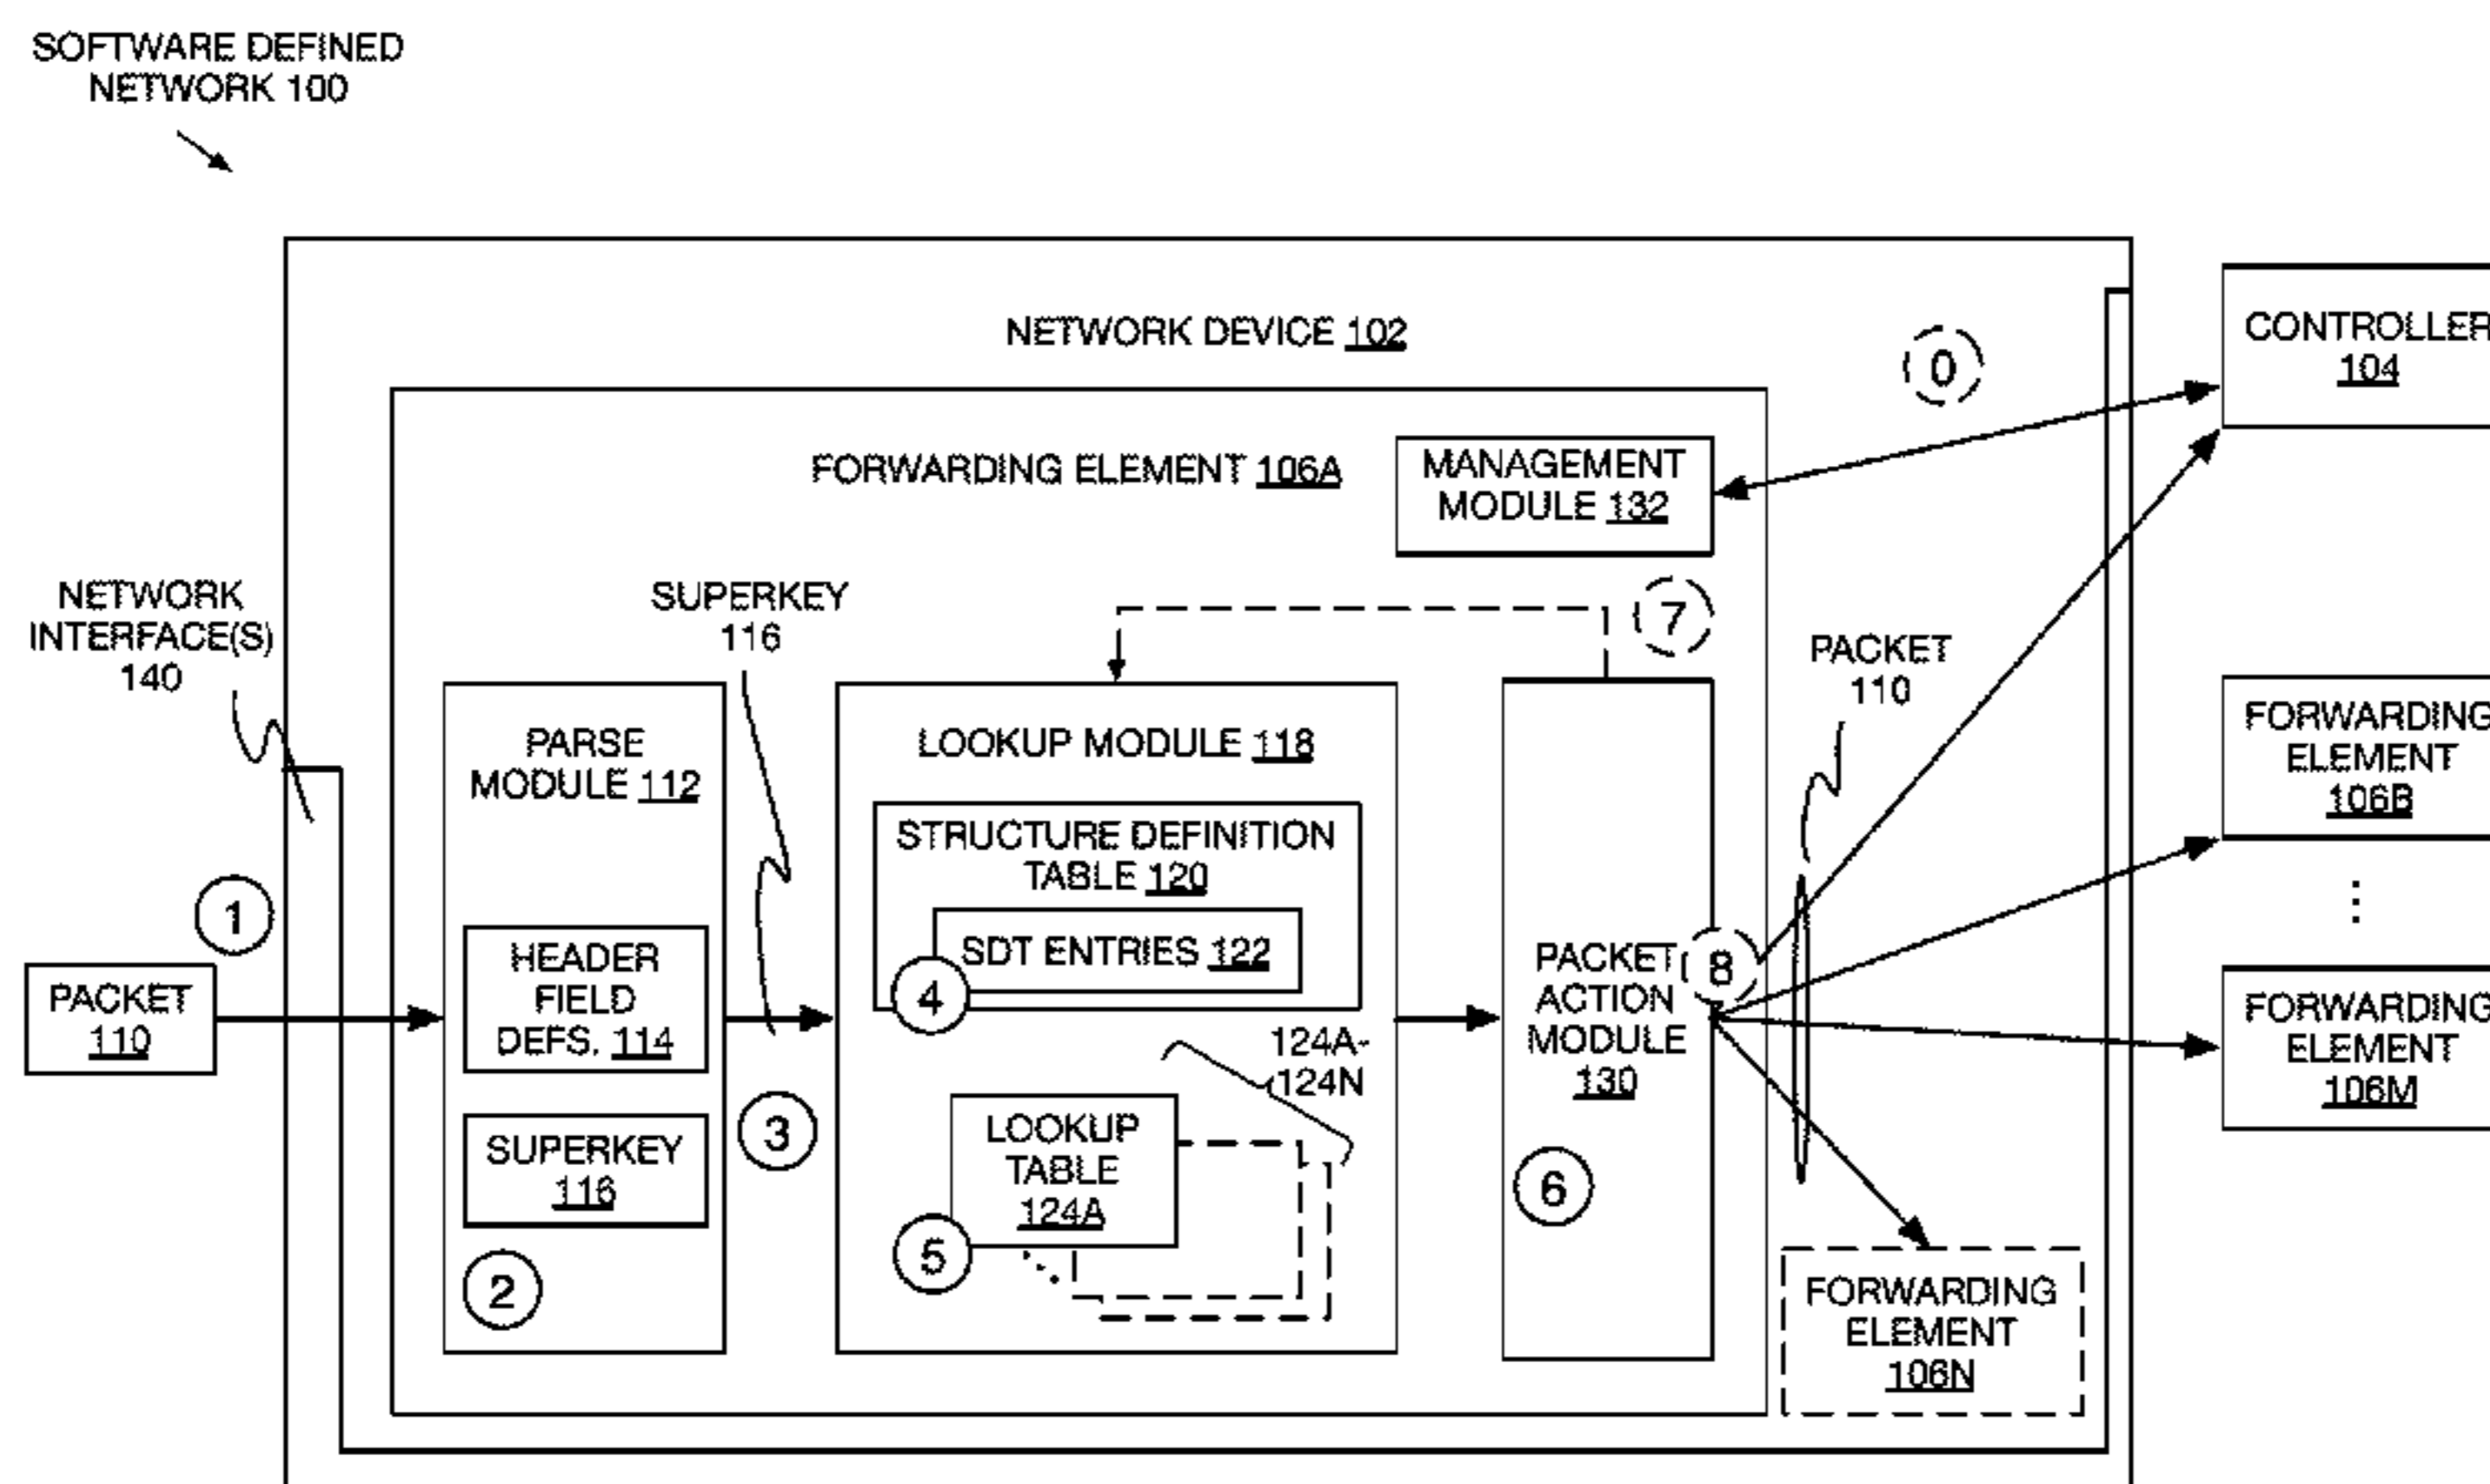 SOFTWARE DEFINED
NETWORK 100
NETWORK DEVICE 102
0
CONTROLLER
104
FORWARDING ELEMENT 106A
MANAGEMENT
MODULE 132
NETWORK
INTERFACE(S)
140
SUPERKEY
116
7
PACKET
110
PARSE
MODULE 112
LOOKUP MODULE 118
FORWARDING
ELEMENT
106B
STRUCTURE DEFINITION
TABLE 120
SDT ENTRIES 122
4
1
PACKET
110
HEADER
FIELD
DEFS. 114
SUPERKEY
116
2
3
124A-
124N
LOOKUP
TABLE
124A
5
PACKET
ACTION
MODULE
130
8
6
FORWARDING
ELEMENT
106M
FORWARDING
ELEMENT
106N